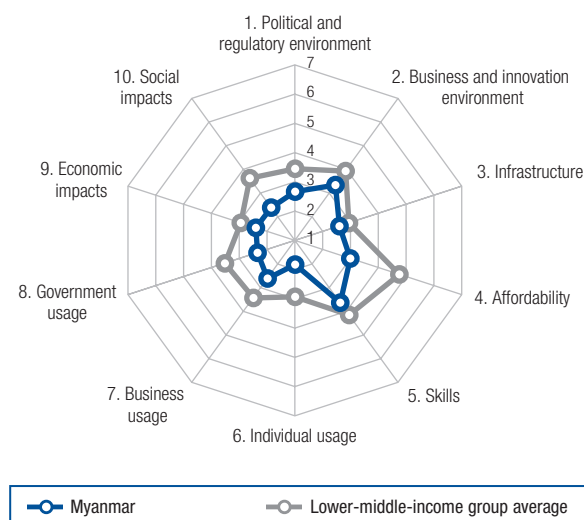 1. Political and
regulatory environment
2. Business and innovation
environment
3. Infrastructure
4. Affordability
5. Skills
6. Individual usage
7. Business
usage
8. Government
usage
9. Economic
impacts
10. Social
impacts
7
6
5
4
3
2
1
Myanmar
Lower-middle-income group average